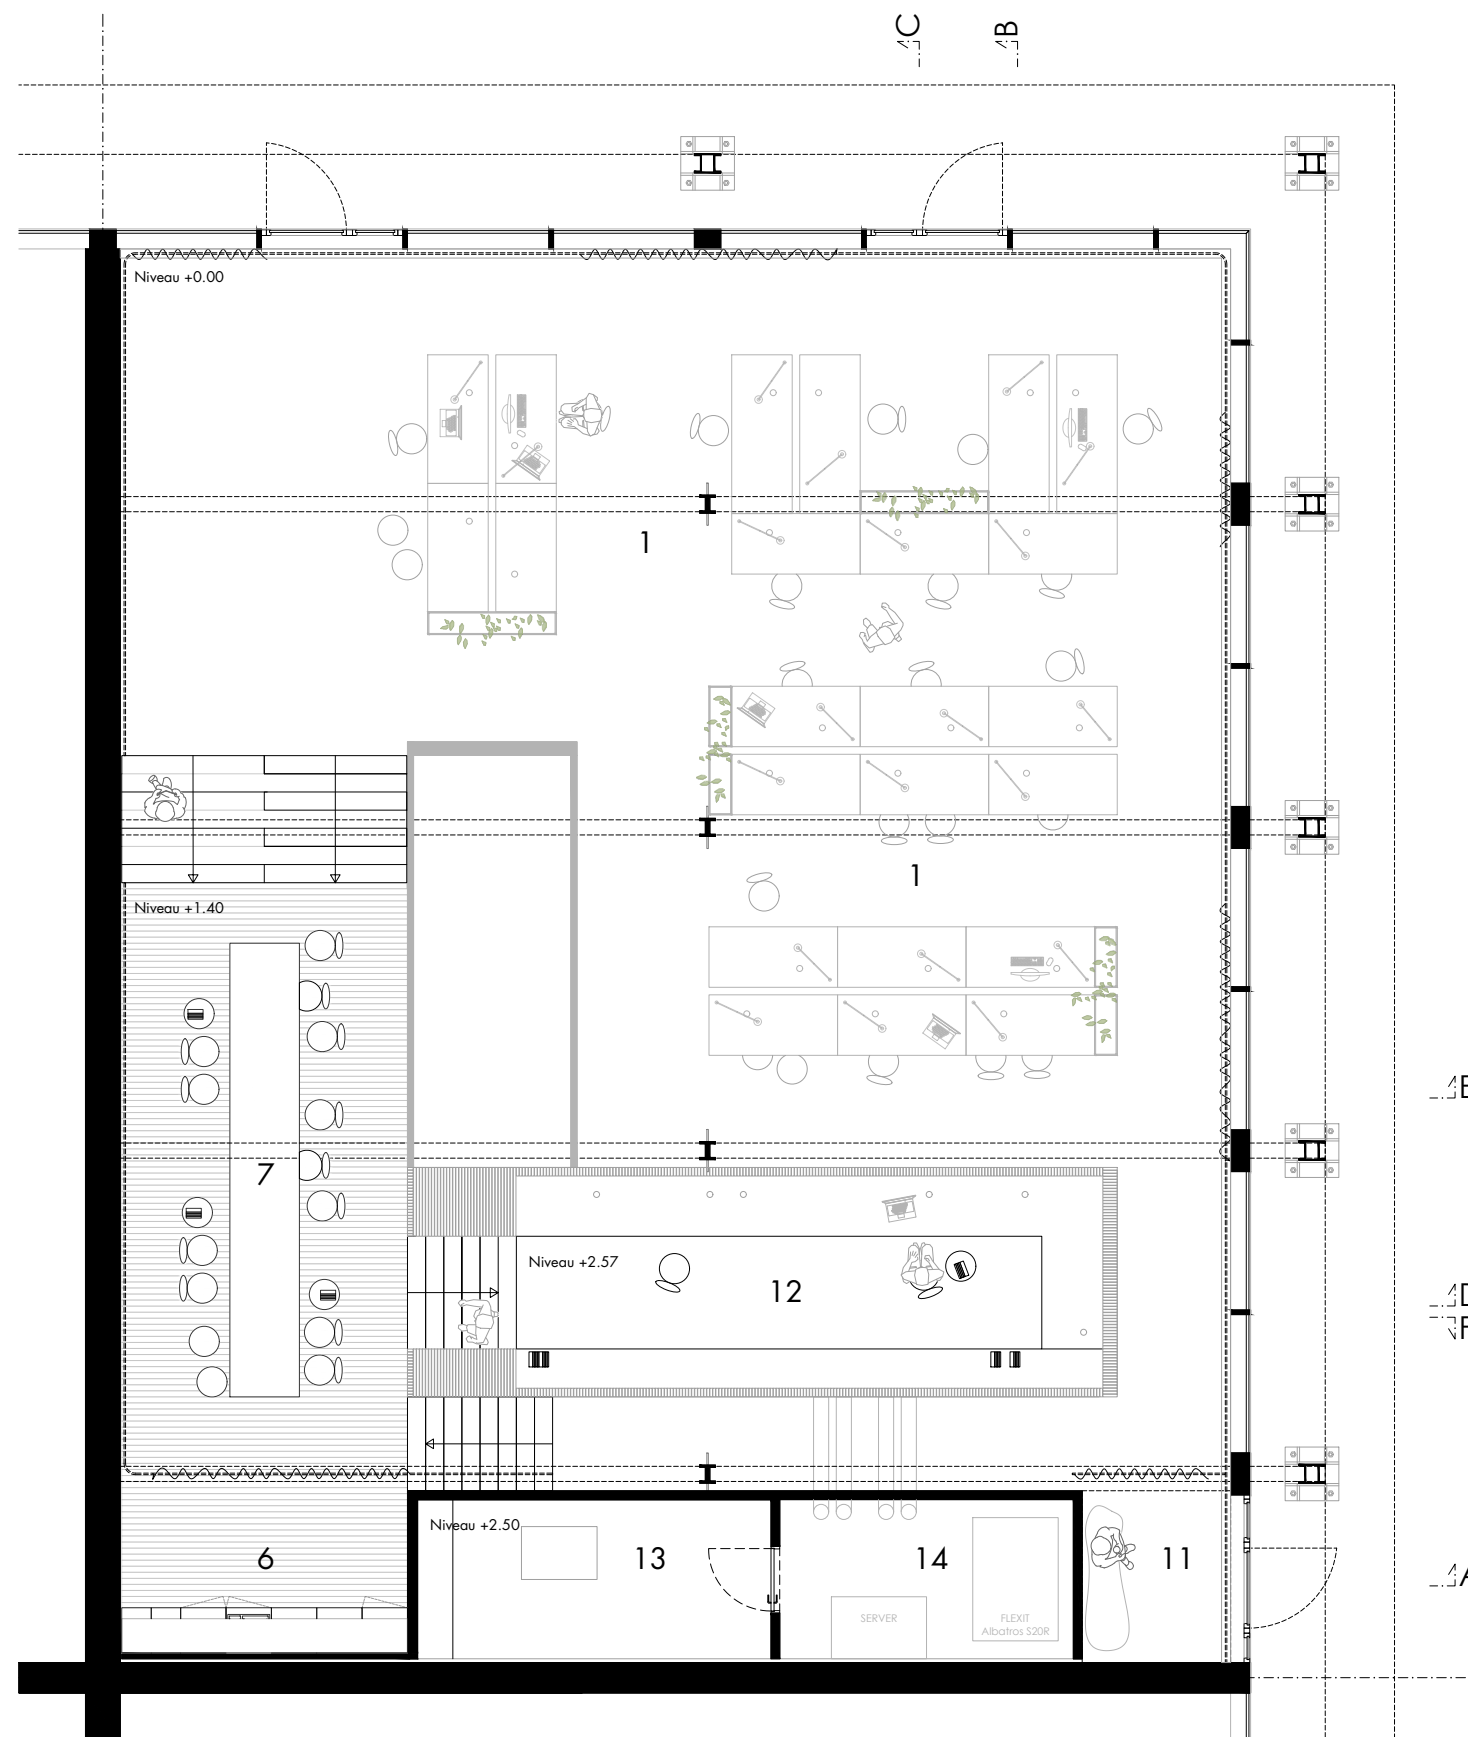 C
B
Niveau +0.00
1
1
Niveau +1.40
E
7
Niveau +2.57
12
D
F
Niveau +2.50
6
13
14
11
A
SERVER
FLEXIT
Albatros S20R